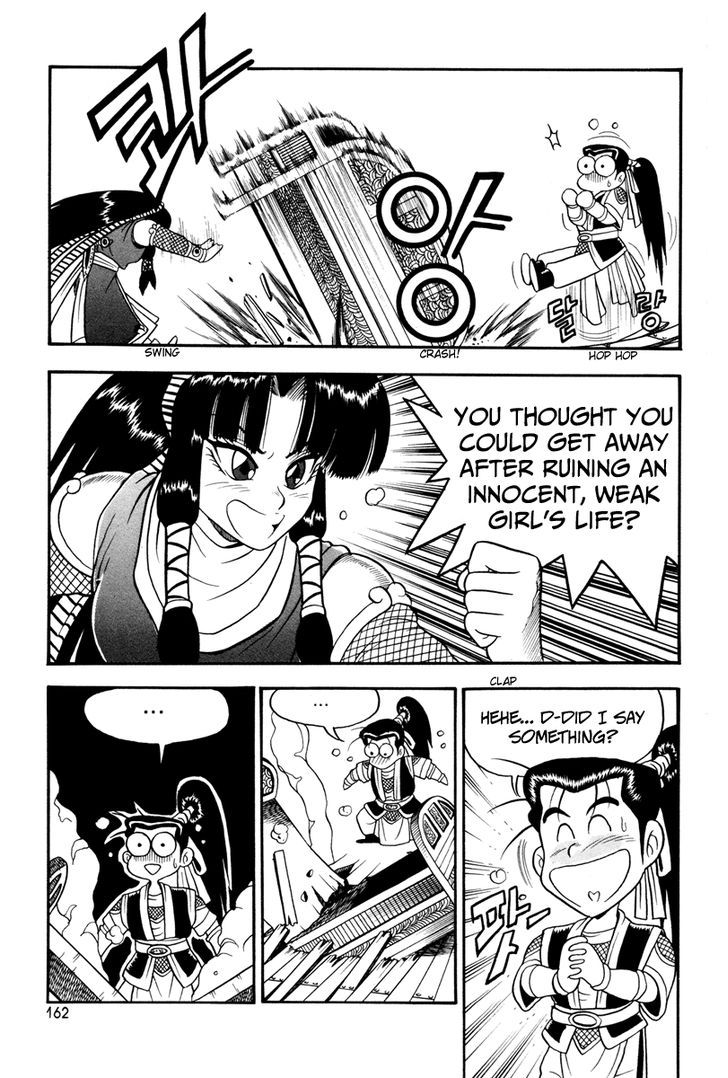 콰
아
앙
달
랑
SWING
CRASH!
HOP HOP
YOU THOUGHT YOU
COULD GET AWAY
AFTER RUINING AN
INNOCENT, WEAK
GIRL'S LIFE?
CLAP
...
...
HEHE... D-DID I SAY
SOMETHING?
162